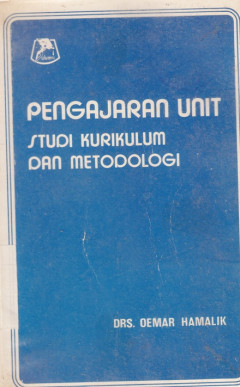 PENGAJARAN UNIT
STUDI KURIKULUM
DAN METODOLOGI
DRS. OEMAR HAMALIK